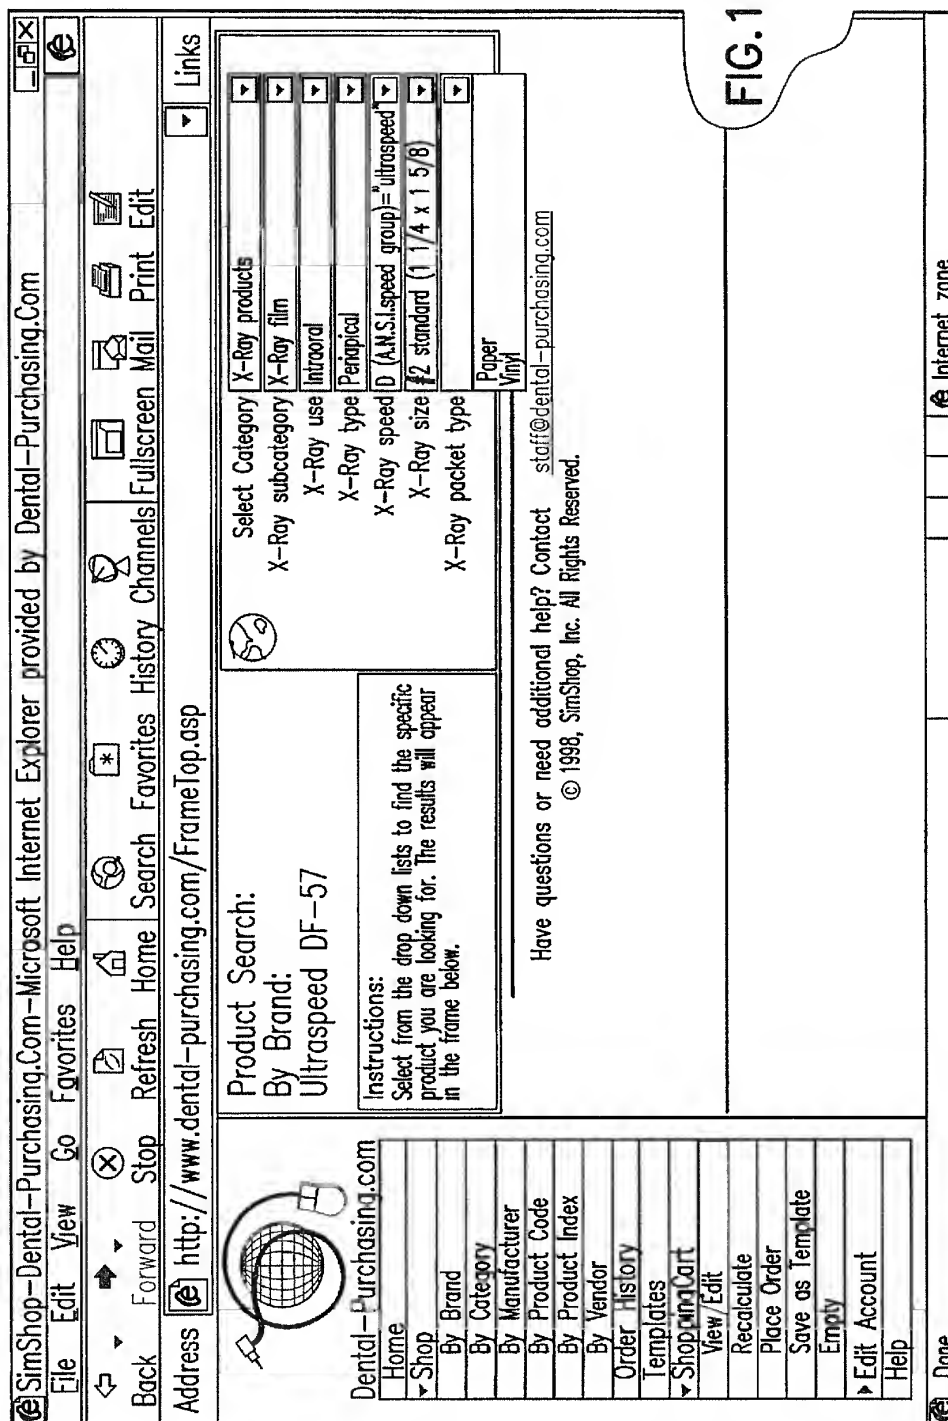 SimShop-Dental-Purchasing.Com-Microsoft Internet Explorer provided by Dental-Purchasing.Com
File Edit View Go Favorites Help
Back Forward Stop Refresh Home Search Favorites History Channels Fullscreen Mail Print Edit
Address http://www.dental-purchasing.com/FrameTop.asp Links
Dental-Purchasing.com
Home
Shop
By Brand
By Category
By Manufacturer
By Product Code
By Product Index
By Vendor
Order History
Templates
ShoppingCart
View/Edit
Recalculate
Place Order
Save as Template
Empty
Edit Account
Help
Product Search:
By Brand:
Ultraspeed DF-57
Instructions:
Select from the drop down lists to find the specific
product you are looking for. The results will appear
in the frame below.
Select Category X-Ray products
X-Ray subcategory X-Ray film
X-Ray use Intraoral
X-Ray type Periapical
X-Ray speed D (A.N.S.I.speed group)="ultraspeed"
X-Ray size #2 standard (1 1/4 x 1 5/8)
X-Ray packet type
Paper
Vinyl
Have questions or need additional help? Contact staff@dental-purchasing.com
© 1998, SimShop, Inc. All Rights Reserved.
FIG. 1
Done Internet zone